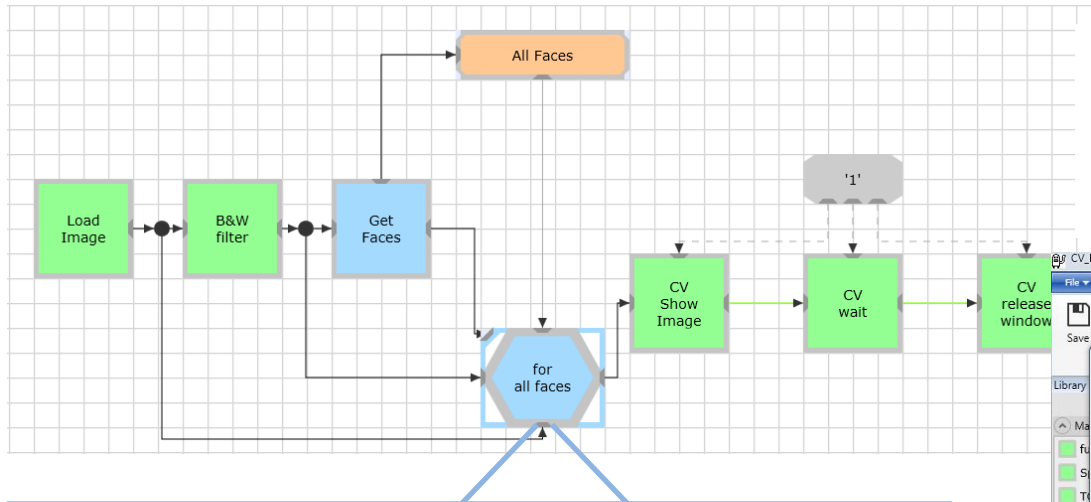 All Faces
'1'
Load
Image
B&W
filter
Get
Faces
CV
Show
Image
CV
wait
CV
release
window
for
all faces
File
Save
Library